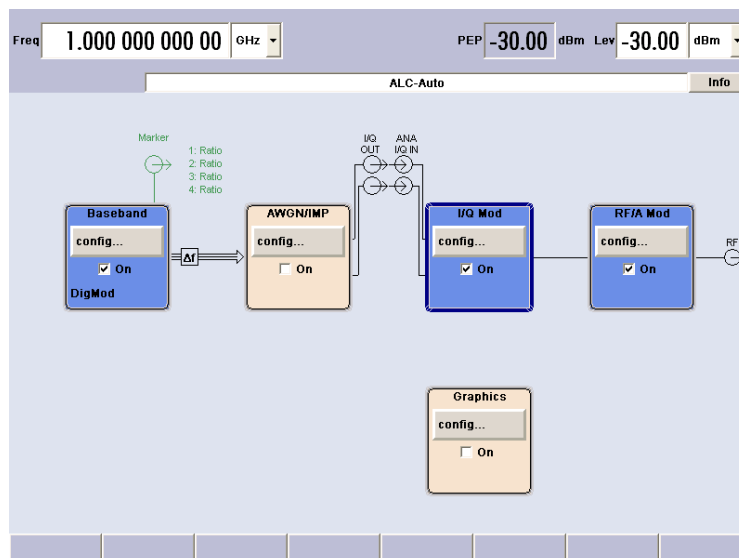 Freq 1.000 000 000 00 GHz PEP -30.00 dBm Lev -30.00 dBm
ALC-Auto Info
Marker
1: Ratio
2: Ratio
3: Ratio
4: Ratio
I/Q OUT
ANA I/Q IN
Baseband
config...
On
DigMod
Δf
AWGN/IMP
config...
On
I/Q Mod
config...
On
RF/A Mod
config...
On
RF
Graphics
config...
On